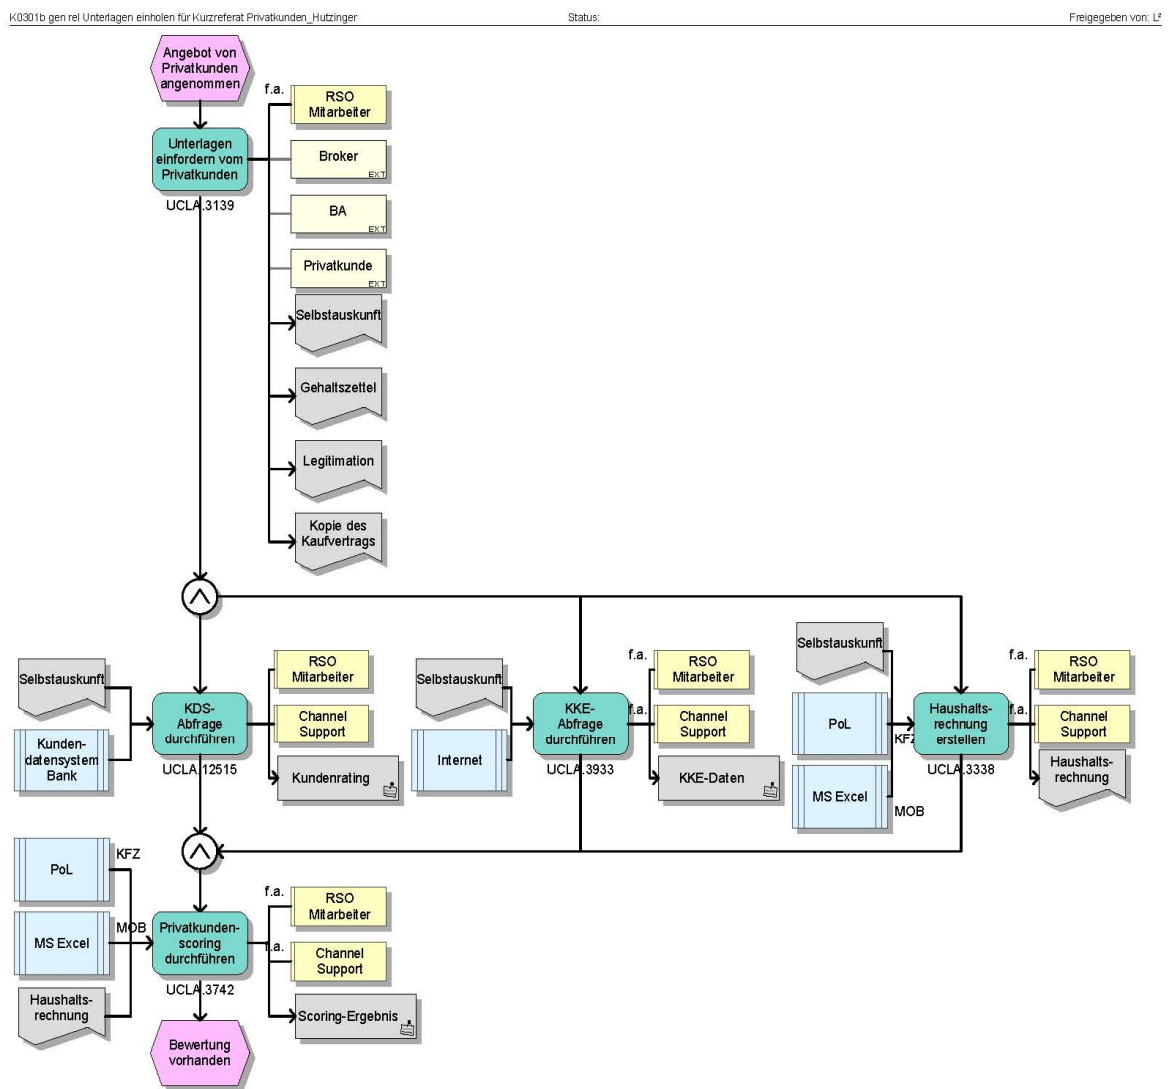 K0301b gen rel Unterlagen einholen für Kurzreferat Privatkunden_Hutzinger
Status:
Freigegeben von: L²
Angebot von
Privatkunden
angenommen
f.a.
RSO
Mitarbeiter
Unterlagen
einfordern vom
Privatkunden
UCLA.3139
Broker
EXT
BA
EXT
Privatkunde
EXT
Selbstauskunft
Gehaltszettel
Legitimation
Kopie des
Kaufvertrags
Selbstauskunft
Kunden-
datensystem
Bank
KDS-
Abfrage
durchführen
UCLA.12515
RSO
Mitarbeiter
Channel
Support
Kundenrating
Selbstauskunft
Internet
KKE-
Abfrage
durchführen
UCLA.3933
f.a.
RSO
Mitarbeiter
f.a.
Channel
Support
KKE-Daten
Selbstauskunft
PoL
KFZ
MS Excel
MOB
Haushalts-
rechnung
erstellen
UCLA.3338
f.a.
RSO
Mitarbeiter
f.a.
Channel
Support
Haushalts-
rechnung
PoL
KFZ
MS Excel
MOB
Haushalts-
rechnung
Privatkunden-
scoring
durchführen
UCLA.3742
f.a.
RSO
Mitarbeiter
f.a.
Channel
Support
Scoring-Ergebnis
Bewertung
vorhanden